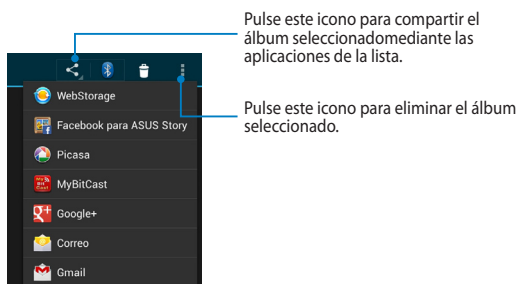 Pulse este icono para compartir el
álbum seleccionadomediante las
aplicaciones de la lista.
Pulse este icono para eliminar el álbum
seleccionado.
WebStorage
Facebook para ASUS Story
Picasa
MyBitCast
Google+
Correo
Gmail